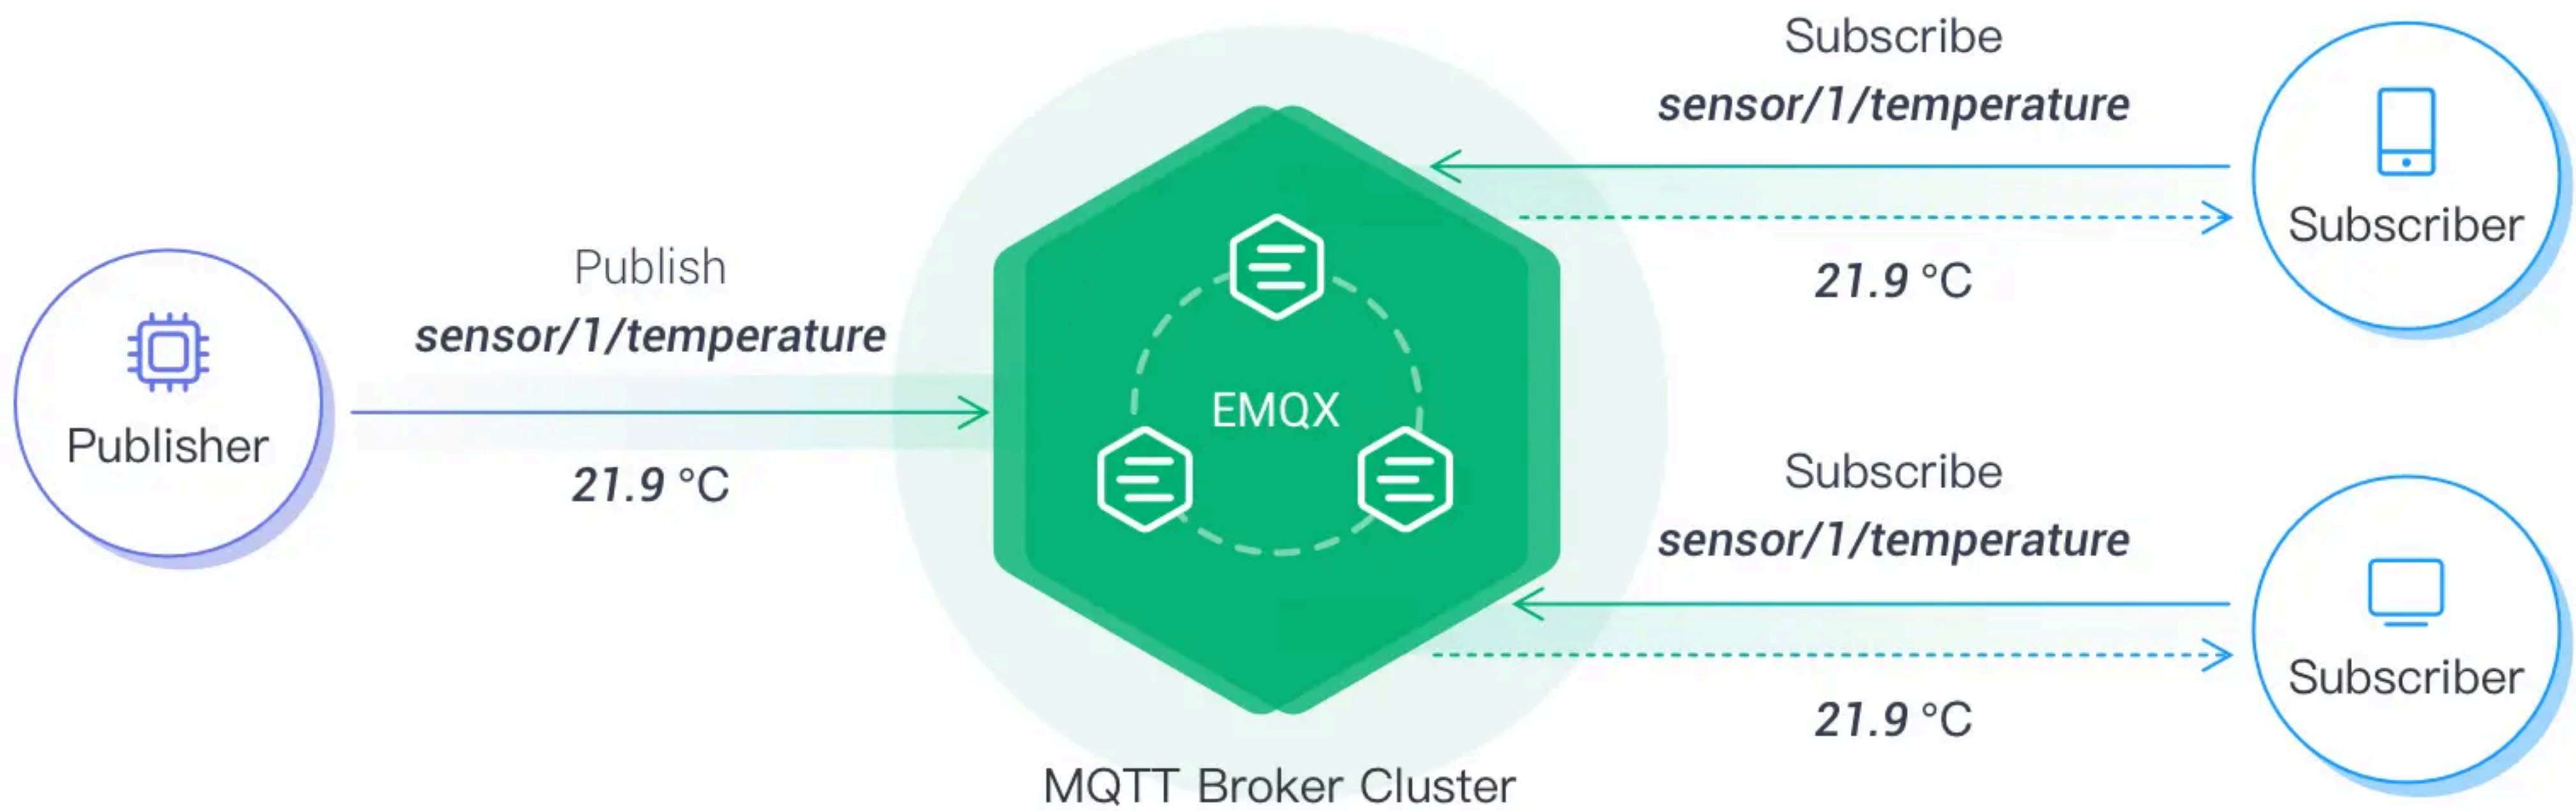 Publisher
Publish
sensor/1/temperature
21.9 °C
EMQX
MQTT Broker Cluster
Subscribe
sensor/1/temperature
21.9 °C
Subscriber
Subscribe
sensor/1/temperature
21.9 °C
Subscriber